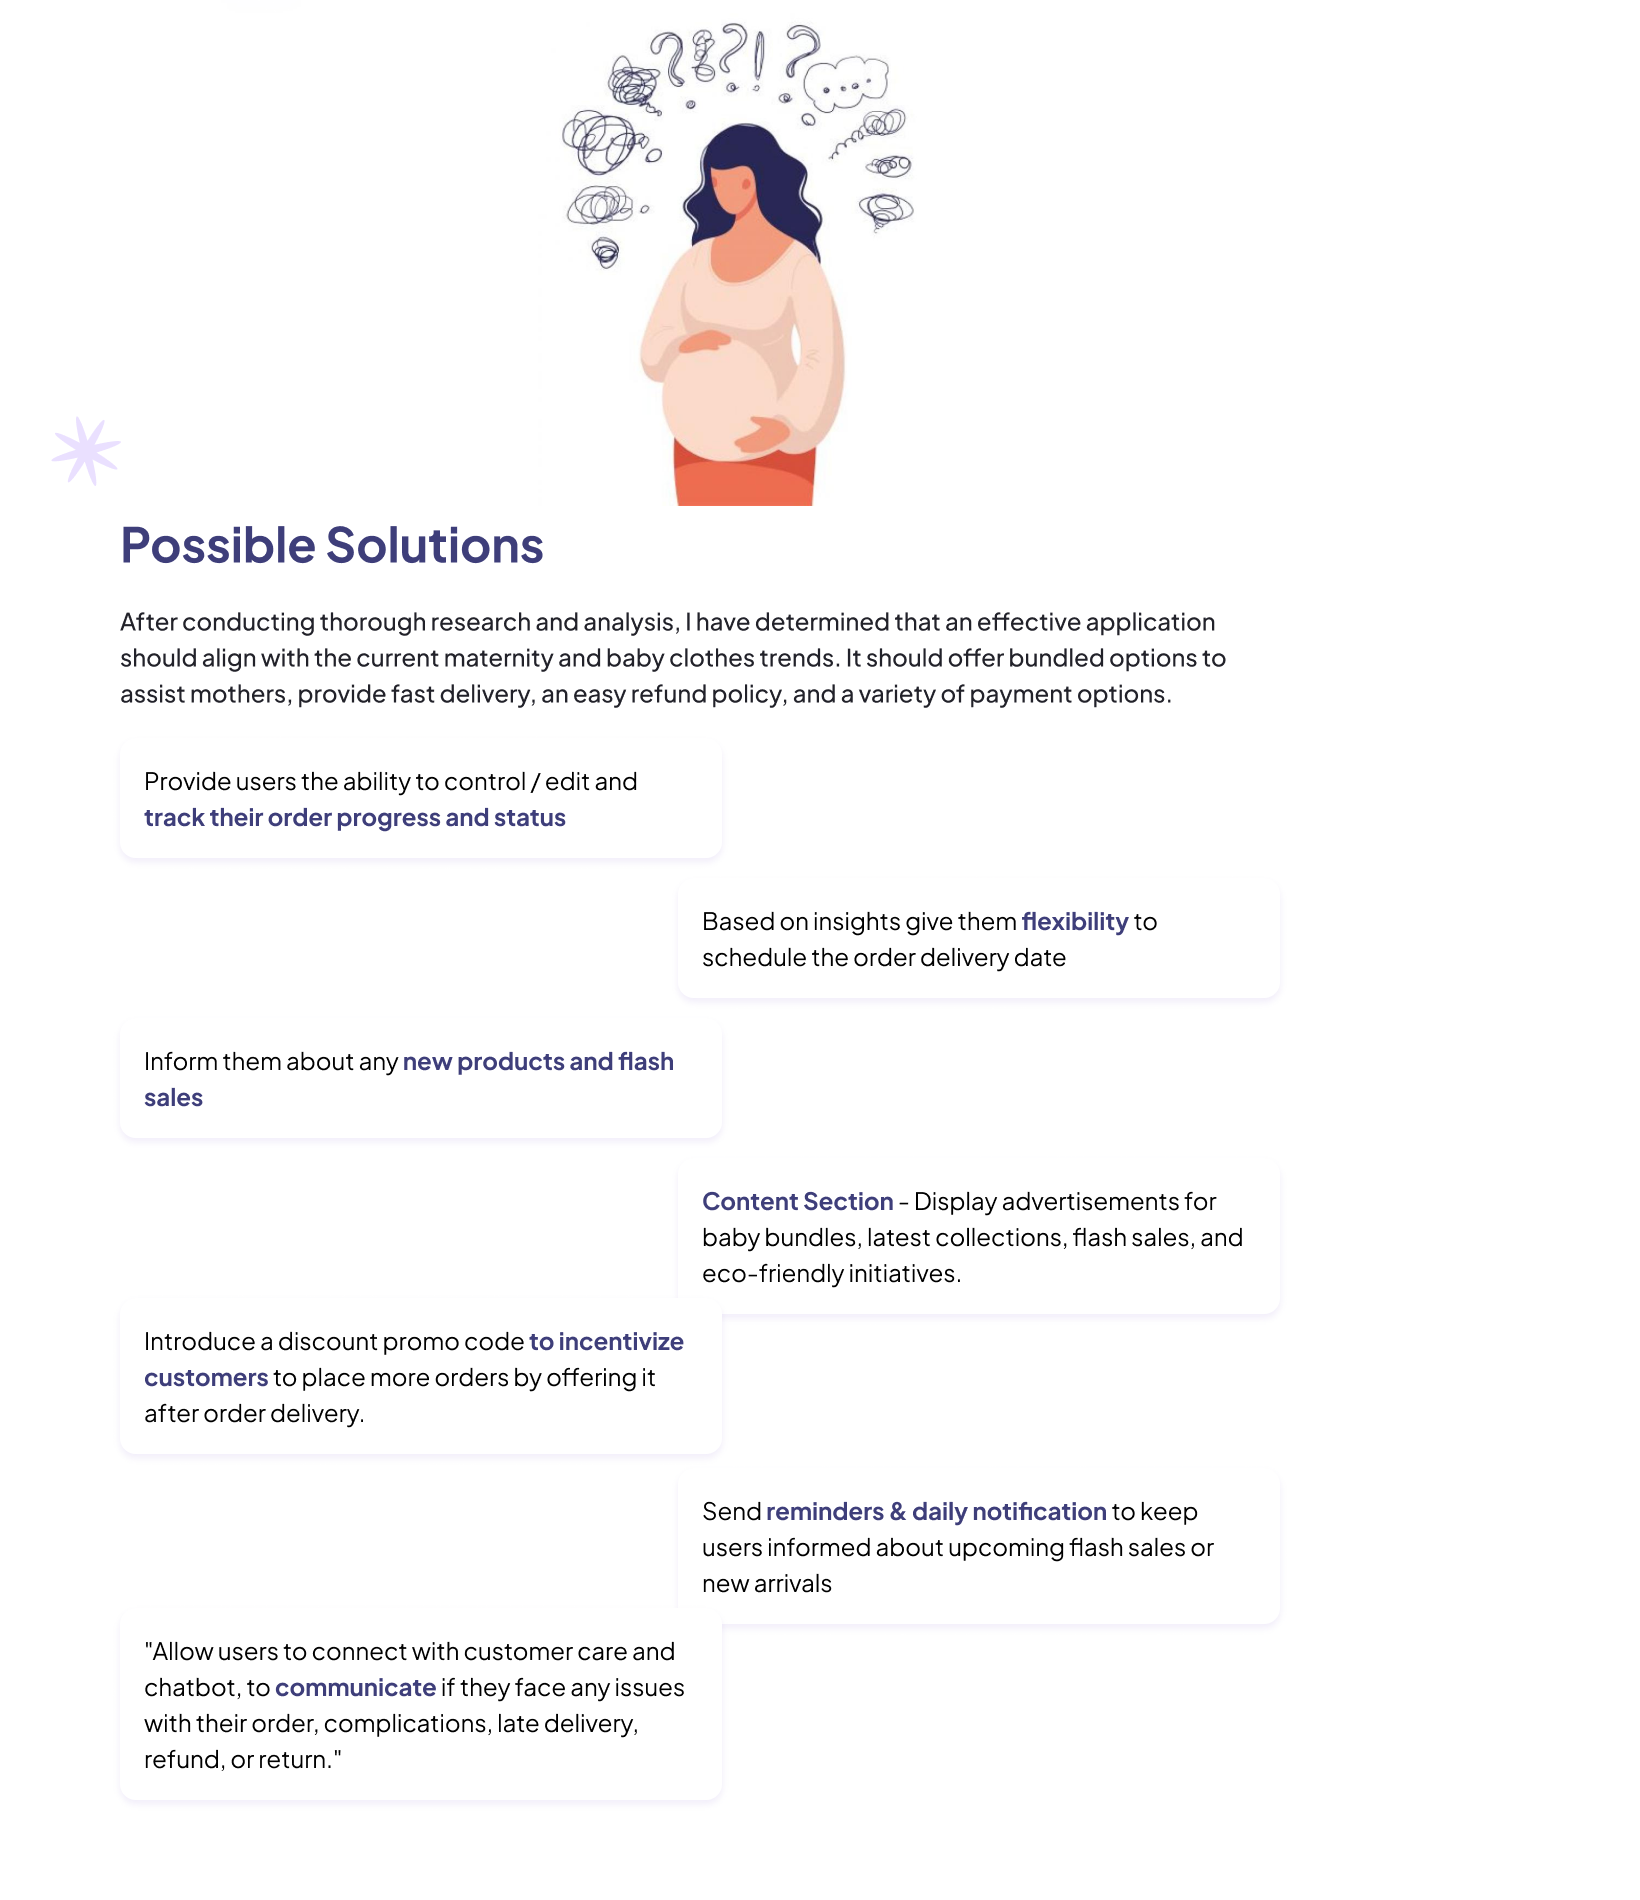 ?!?!?
Possible Solutions
After conducting thorough research and analysis, I have determined that an effective application
should align with the current maternity and baby clothes trends. It should offer bundled options to
assist mothers, provide fast delivery, an easy refund policy, and a variety of payment options.
Provide users the ability to control / edit and
track their order progress and status
Based on insights give them flexibility to
schedule the order delivery date
Inform them about any new products and flash
sales
Content Section - Display advertisements for
baby bundles, latest collections, flash sales, and
eco-friendly initiatives.
Introduce a discount promo code to incentivize
customers to place more orders by offering it
after order delivery.
Send reminders & daily notification to keep
users informed about upcoming flash sales or
new arrivals
"Allow users to connect with customer care and
chatbot, to communicate if they face any issues
with their order, complications, late delivery,
refund, or return."